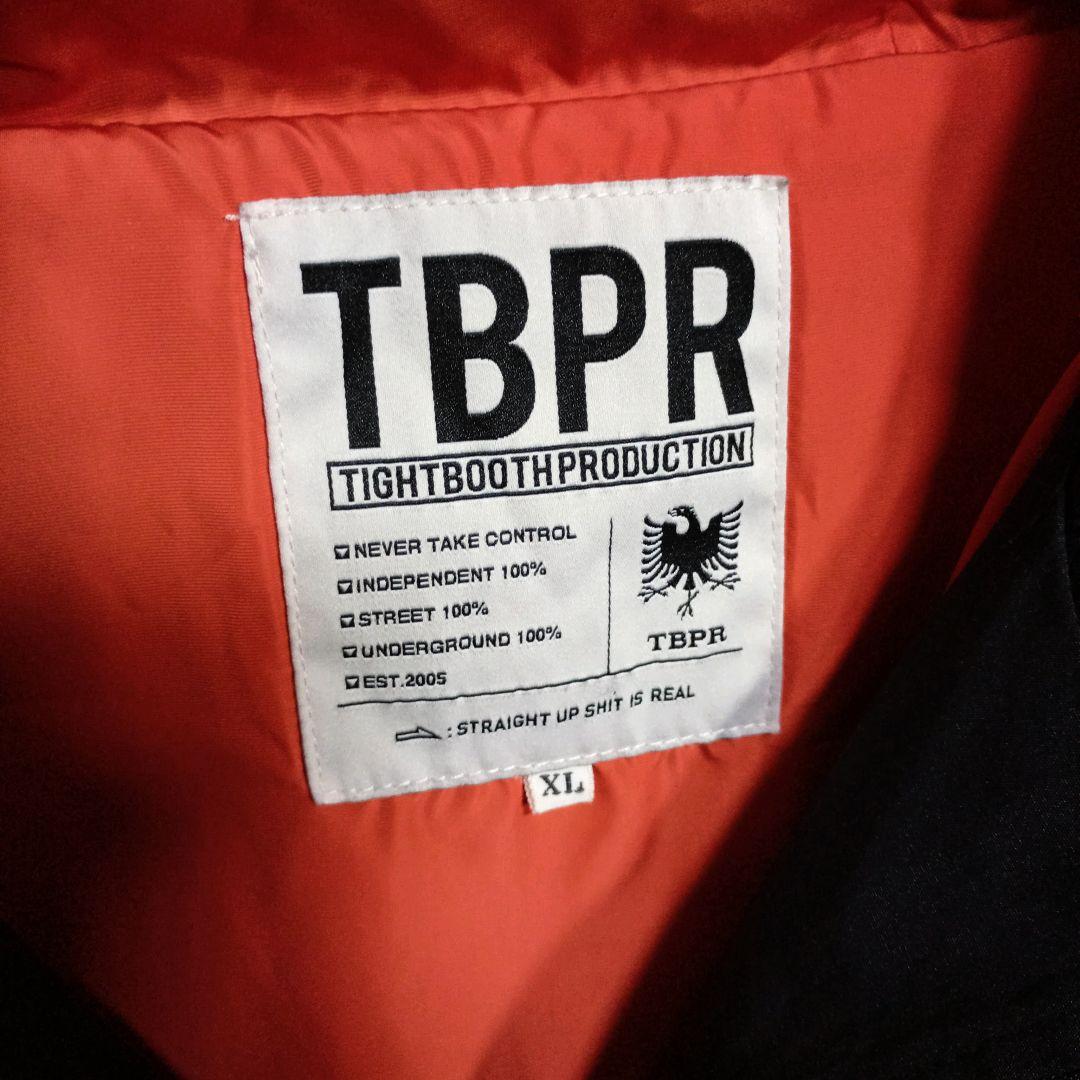 TBPR
TIGHTBOOTHPRODUCTION
NEVER TAKE CONTROL
INDEPENDENT 100%
STREET 100%
UNDERGROUND 100%
EST.2005
TBPR
: STRAIGHT UP SHIT IS REAL
XL